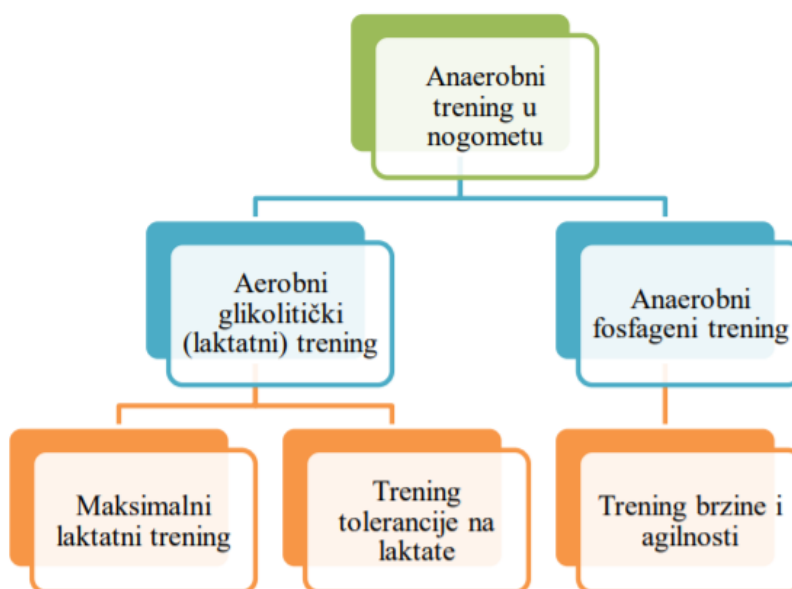 Anaerobni
trening u
nogometu
Aerobni
glikolitički
(laktatni) trening
Anaerobni
fosfageni trening
Maksimalni
laktatni trening
Trening
tolerancije na
laktate
Trening brzine i
agilnosti